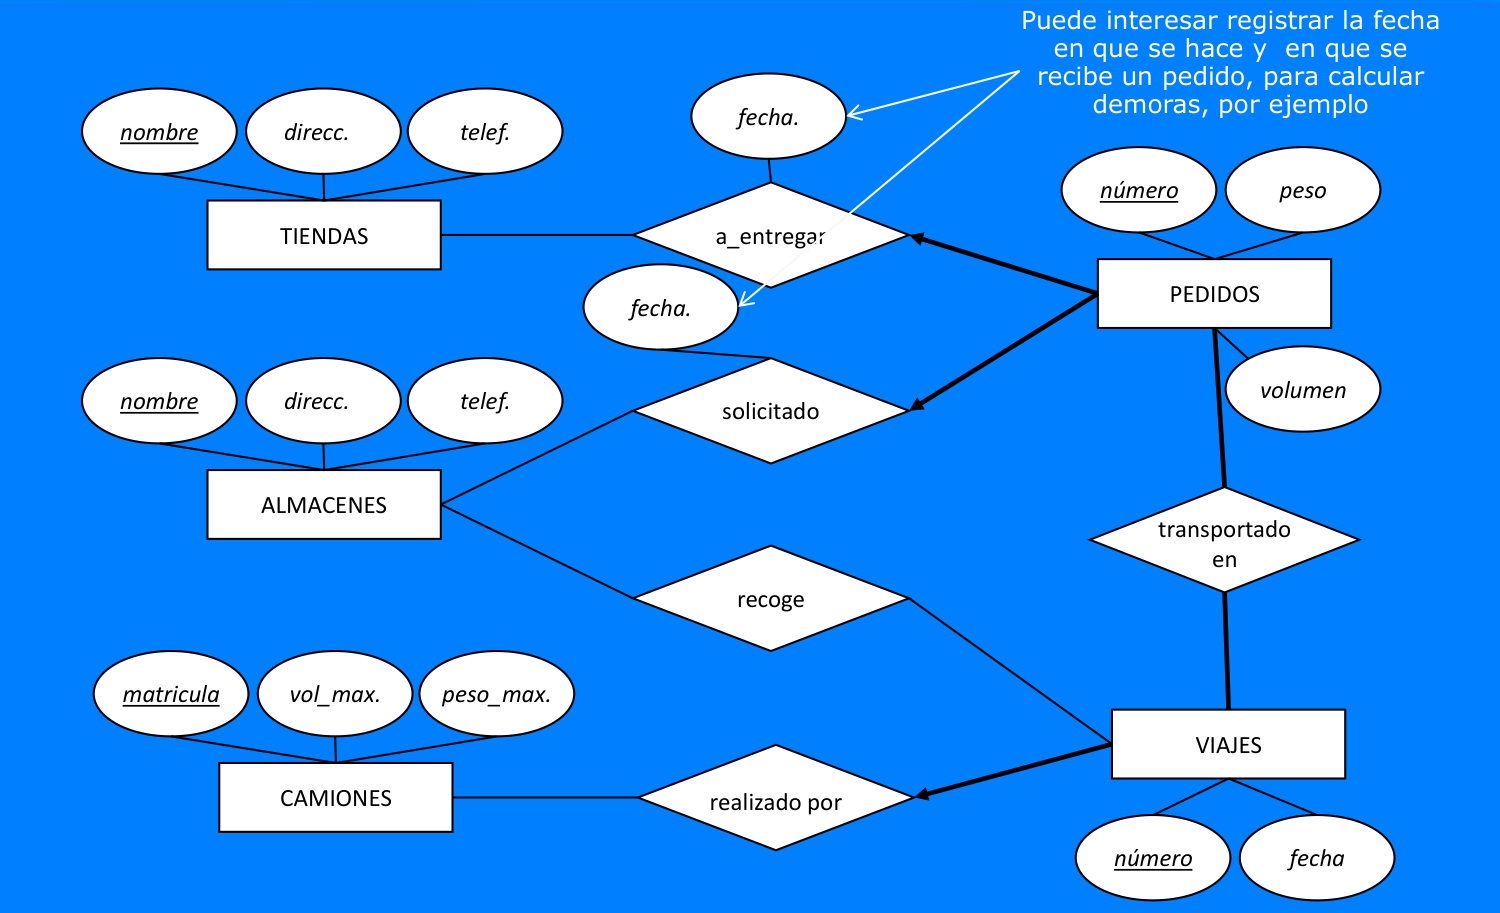 Puede interesar registrar la fecha
en que se hace y en que se
recibe un pedido, para calcular
demoras, por ejemplo
nombre
direcc.
telef.
fecha.
TIENDAS
a_entregar
número
peso
PEDIDOS
volumen
fecha.
nombre
direcc.
telef.
solicitado
ALMACENES
transportado
en
recoge
matricula
vol_max.
peso_max.
CAMIONES
realizado por
VIAJES
número
fecha